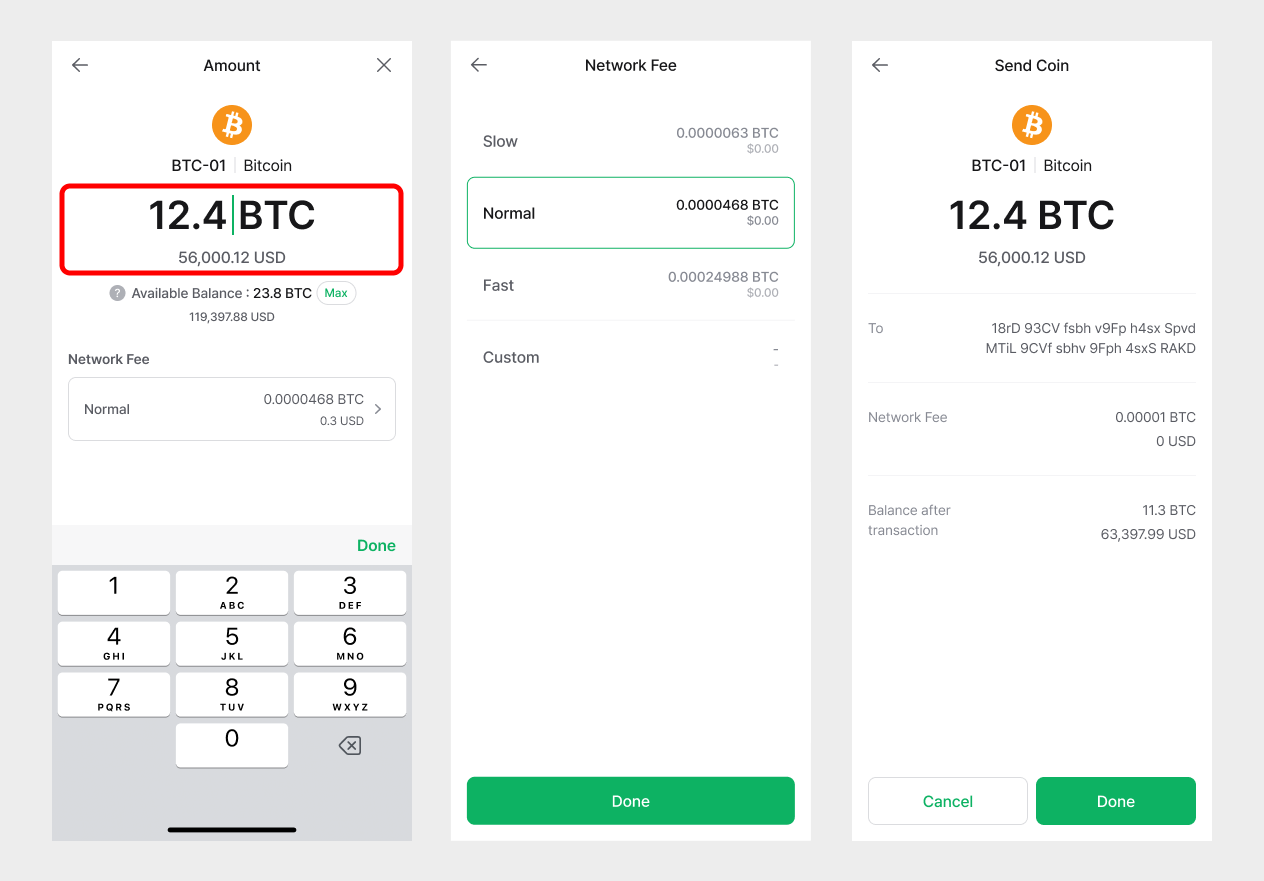 Amount
BTC-01 Bitcoin
12.4 BTC
56,000.12 USD
? Available Balance : 23.8 BTC Max
119,397.88 USD
Network Fee
Normal 0.0000468 BTC
0.3 USD
Done
1 2 3
ABC DEF
4 5 6
GHI JKL MNO
7 8 9
PQRS TUV WXYZ
0
Network Fee
Slow 0.0000063 BTC
$0.00
Normal 0.0000468 BTC
$0.00
Fast 0.00024988 BTC
$0.00
Custom -
-
Done
Send Coin
BTC-01 Bitcoin
12.4 BTC
56,000.12 USD
To 18rD 93CV fsbh v9Fp h4sx Spvd
MTiL 9CVf sbhv 9Fph 4sxS RAKD
Network Fee 0.00001 BTC
0 USD
Balance after 11.3 BTC
transaction 63,397.99 USD
Cancel Done